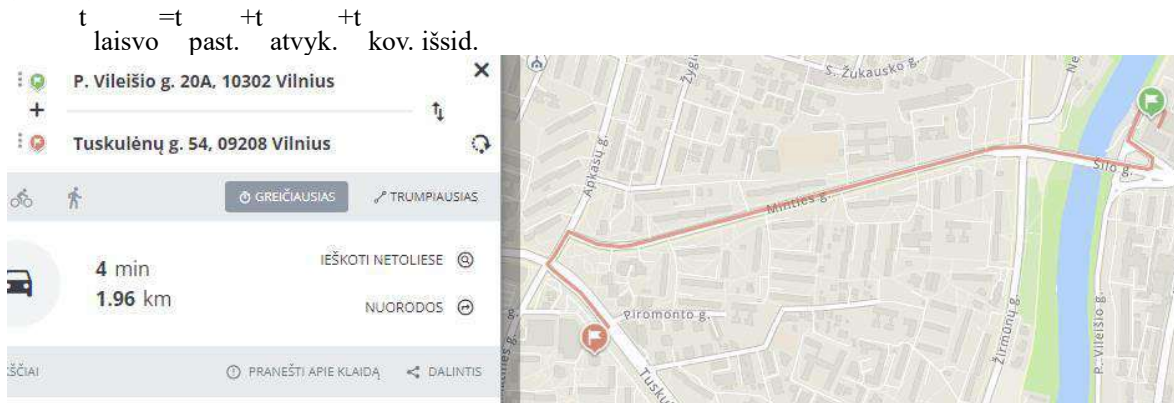 t laisvo =t past. +t atvyk. +t kov. išsid.
P. Vileišio g. 20A, 10302 Vilnius
Tuskulėnų g. 54, 09208 Vilnius
GREIČIAUSIAS
TRUMPIAUSIAS
4 min
1.96 km
IEŠKOTI NETOLIESE
NUORODOS
PRANEŠTI APIE KLAIDĄ
DALINTIS
S. Žukausko g.
Apkasų g.
Minties g.
Šilo g.
Piromonto g.
Žirmūnų g.
P. Vileišio g.